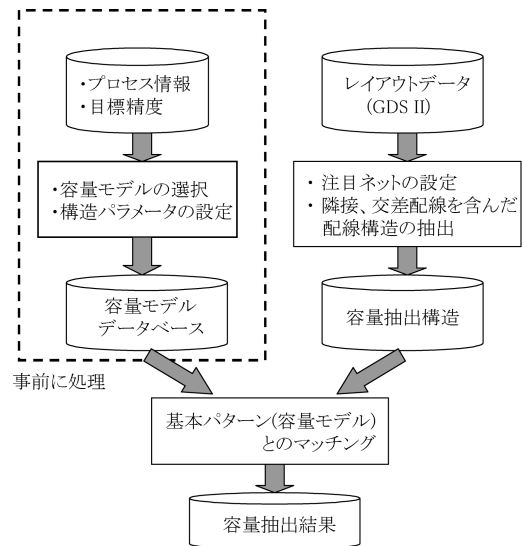 ・プロセス情報
・目標精度
・容量モデルの選択
・構造パラメータの設定
容量モデル
データベース
事前に処理
レイアウトデータ
(GDS II)
・ 注目ネットの設定
・ 隣接、交差配線を含んだ
配線構造の抽出
容量抽出構造
基本パターン(容量モデル)
とのマッチング
容量抽出結果